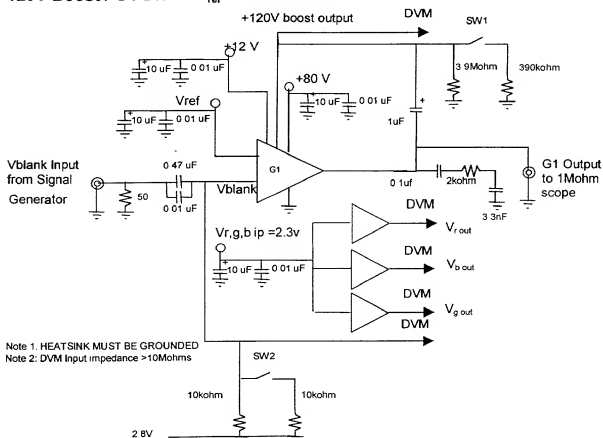 ref
+120V boost output
DVM
SW1
+12 V
10 uF
0 01 uF
+80 V
3 9Mohm
390kohm
Vref
10 uF
0 01 uF
10 uF
0 01 uF
1uF
G1
Vblank Input
from Signal
Generator
0 47 uF
50
0 01 uF
Vblank
0 1uf
2kohm
3 3nF
G1 Output
to 1Mohm
scope
Vr,g,b ip =2.3v
10 uF
0 01 uF
DVM
Vr out
DVM
Vb out
DVM
Vg out
DVM
Note 1. HEATSINK MUST BE GROUNDED
Note 2: DVM Input impedance >10Mohms
SW2
10kohm
10kohm
2 8V